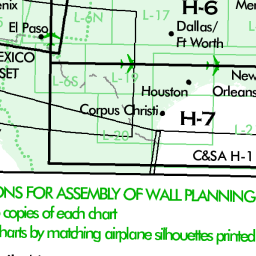 enix
L-6N
L-17
H-6
Mer
El Paso
Dallas/
Ft Worth
EXICO
SET
L-6S
L-19
Houston
New
Orleans
Corpus Christi
H-7
L-20
L-2
C&SA H-1
ONS FOR ASSEMBLY OF WALL PLANNING
copies of each chart
harts by matching airplane silhouettes printed